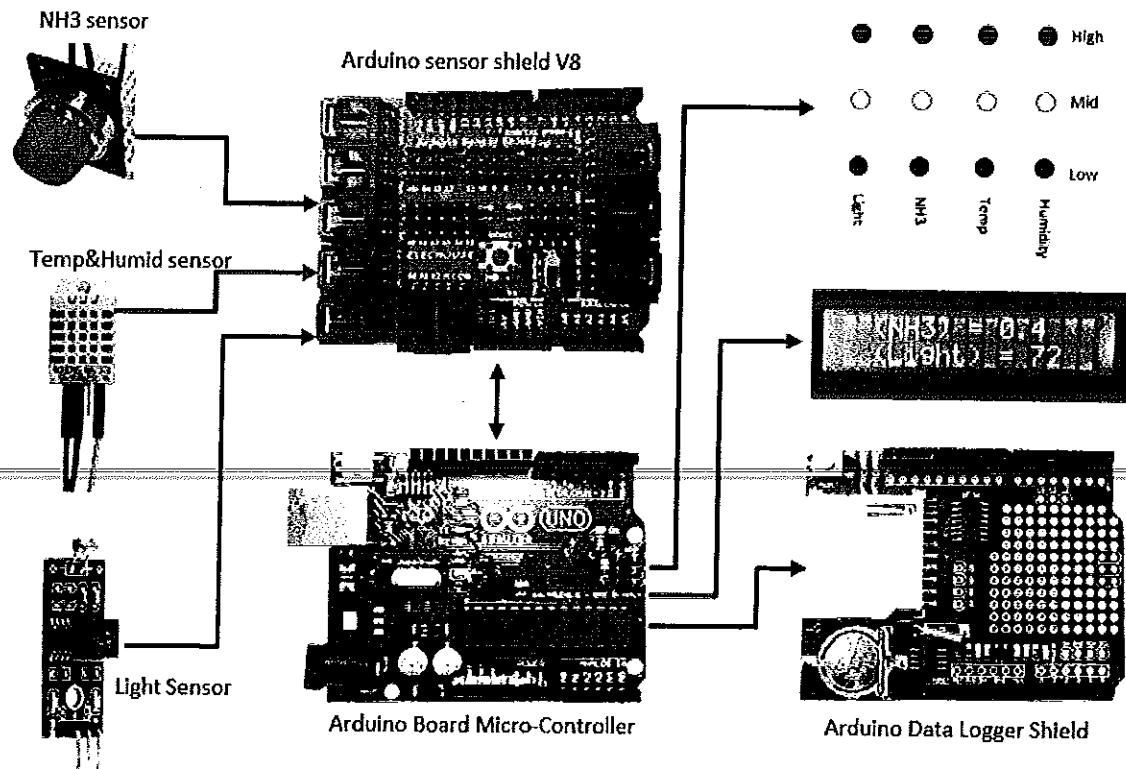 NH3 sensor
Arduino sensor shield V8
High
Mid
Low
Light
NH3
Temp
Humidity
Temp&Humid sensor
(NH3) = 0.4
(Light) = 72
UNO
Light Sensor
Arduino Board Micro-Controller
Arduino Data Logger Shield